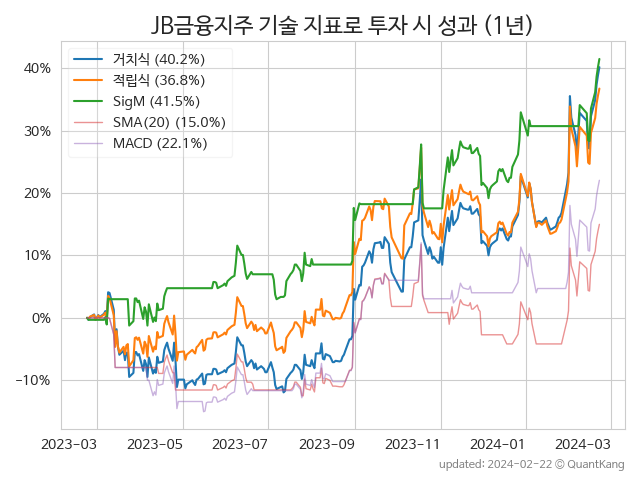 JB금융지주 기술 지표로 투자 시 성과 (1년)
거치식 (40.2%)
적립식 (36.8%)
SigM (41.5%)
SMA(20) (15.0%)
MACD (22.1%)
40%
30%
20%
10%
0%
−10%
2023-03 2023-05 2023-07 2023-09 2023-11 2024-01 2024-03
updated: 2024-02-22 © QuantKang